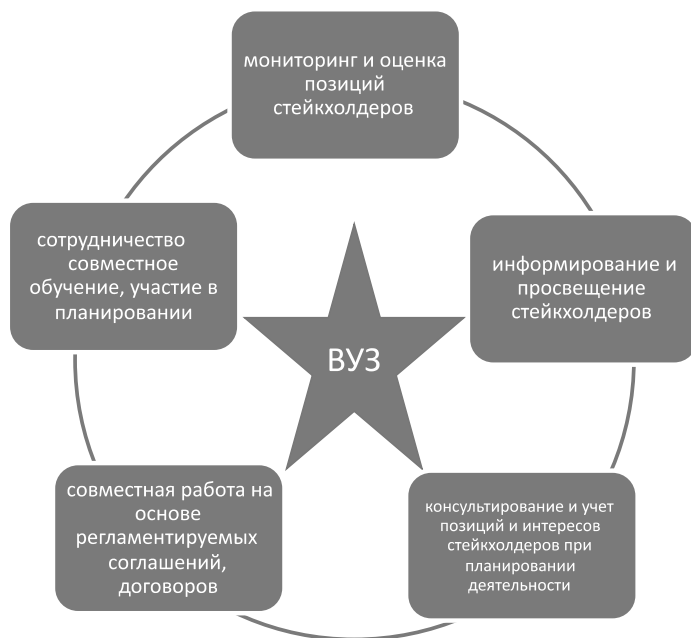 мониторинг и оценка
позиций
стейкхолдеров
сотрудничество
совместное
обучение, участие в
планировании
информирование и
просвещение
стейкхолдеров
ВУЗ
совместная работа на
основе
регламентируемых
соглашений,
договоров
консультирование и учет
позиций и интересов
стейкхолдеров при
планировании
деятельности